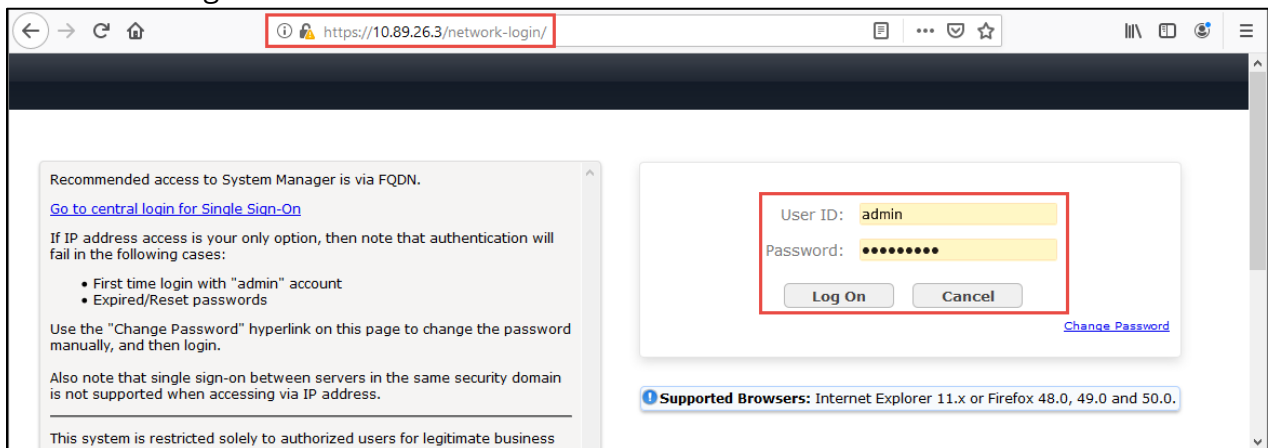 https://10.89.26.3/network-login/
Recommended access to System Manager is via FQDN.
Go to central login for Single Sign-On
If IP address access is your only option, then note that authentication will
fail in the following cases:
• First time login with "admin" account
• Expired/Reset passwords
Use the "Change Password" hyperlink on this page to change the password
manually, and then login.
Also note that single sign-on between servers in the same security domain
is not supported when accessing via IP address.
This system is restricted solely to authorized users for legitimate business
User ID: admin
Password: •••••••••
Log On Cancel
Change Password
Supported Browsers: Internet Explorer 11.x or Firefox 48.0, 49.0 and 50.0.